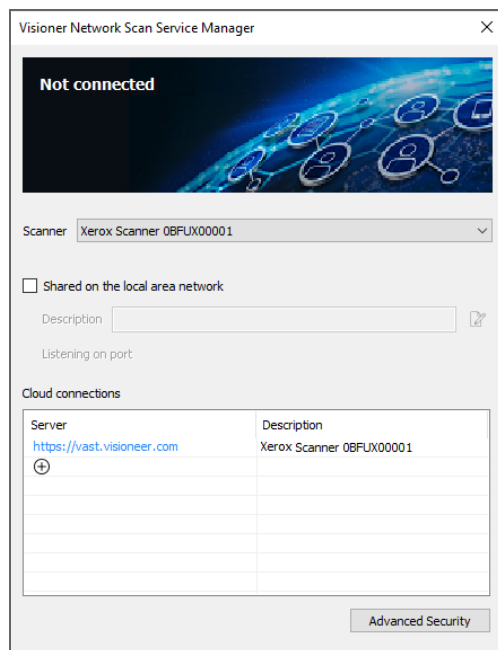 Visioner Network Scan Service Manager
Not connected
Scanner Xerox Scanner 0BFUX00001
Shared on the local area network
Description
Listening on port
Cloud connections
Server Description
https://vast.visioneer.com Xerox Scanner 0BFUX00001
Advanced Security